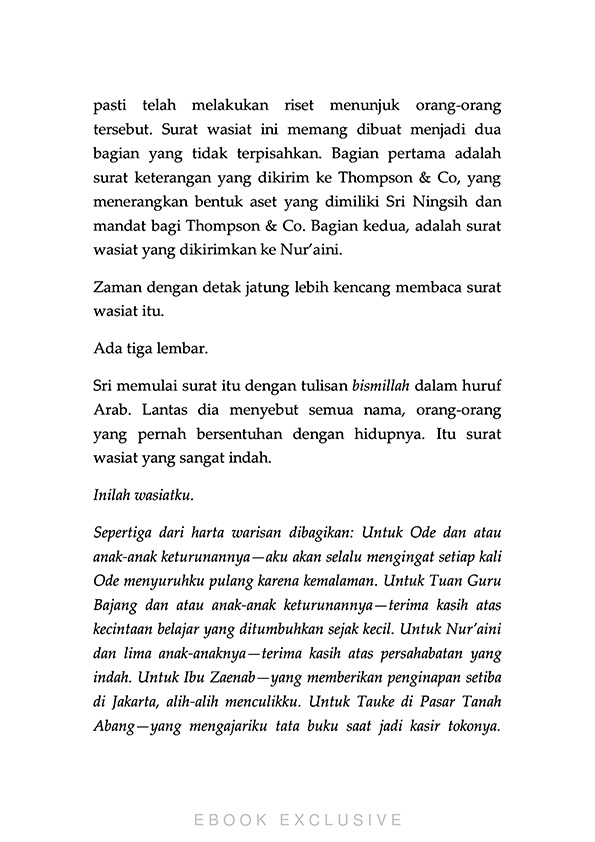 pasti telah melakukan riset menunjuk orang-orang
tersebut. Surat wasiat ini memang dibuat menjadi dua
bagian yang tidak terpisahkan. Bagian pertama adalah
surat keterangan yang dikirim ke Thompson & Co, yang
menerangkan bentuk aset yang dimiliki Sri Ningsih dan
mandat bagi Thompson & Co. Bagian kedua, adalah surat
wasiat yang dikirimkan ke Nur’aini.
Zaman dengan detak jatung lebih kencang membaca surat
wasiat itu.
Ada tiga lembar.
Sri memulai surat itu dengan tulisan bismillah dalam huruf
Arab. Lantas dia menyebut semua nama, orang-orang
yang pernah bersentuhan dengan hidupnya. Itu surat
wasiat yang sangat indah.
Inilah wasiatku.
Sepertiga dari harta warisan dibagikan: Untuk Ode dan atau
anak-anak keturunannya—aku akan selalu mengingat setiap kali
Ode menyuruhku pulang karena kemalaman. Untuk Tuan Guru
Bajang dan atau anak-anak keturunannya—terima kasih atas
kecintaan belajar yang ditumbuhkan sejak kecil. Untuk Nur’aini
dan lima anak-anaknya—terima kasih atas persahabatan yang
indah. Untuk Ibu Zaenab—yang memberikan penginapan setiba
di Jakarta, alih-alih menculikku. Untuk Tauke di Pasar Tanah
Abang—yang mengajariku tata buku saat jadi kasir tokonya.
EBOOK EXCLUSIVE